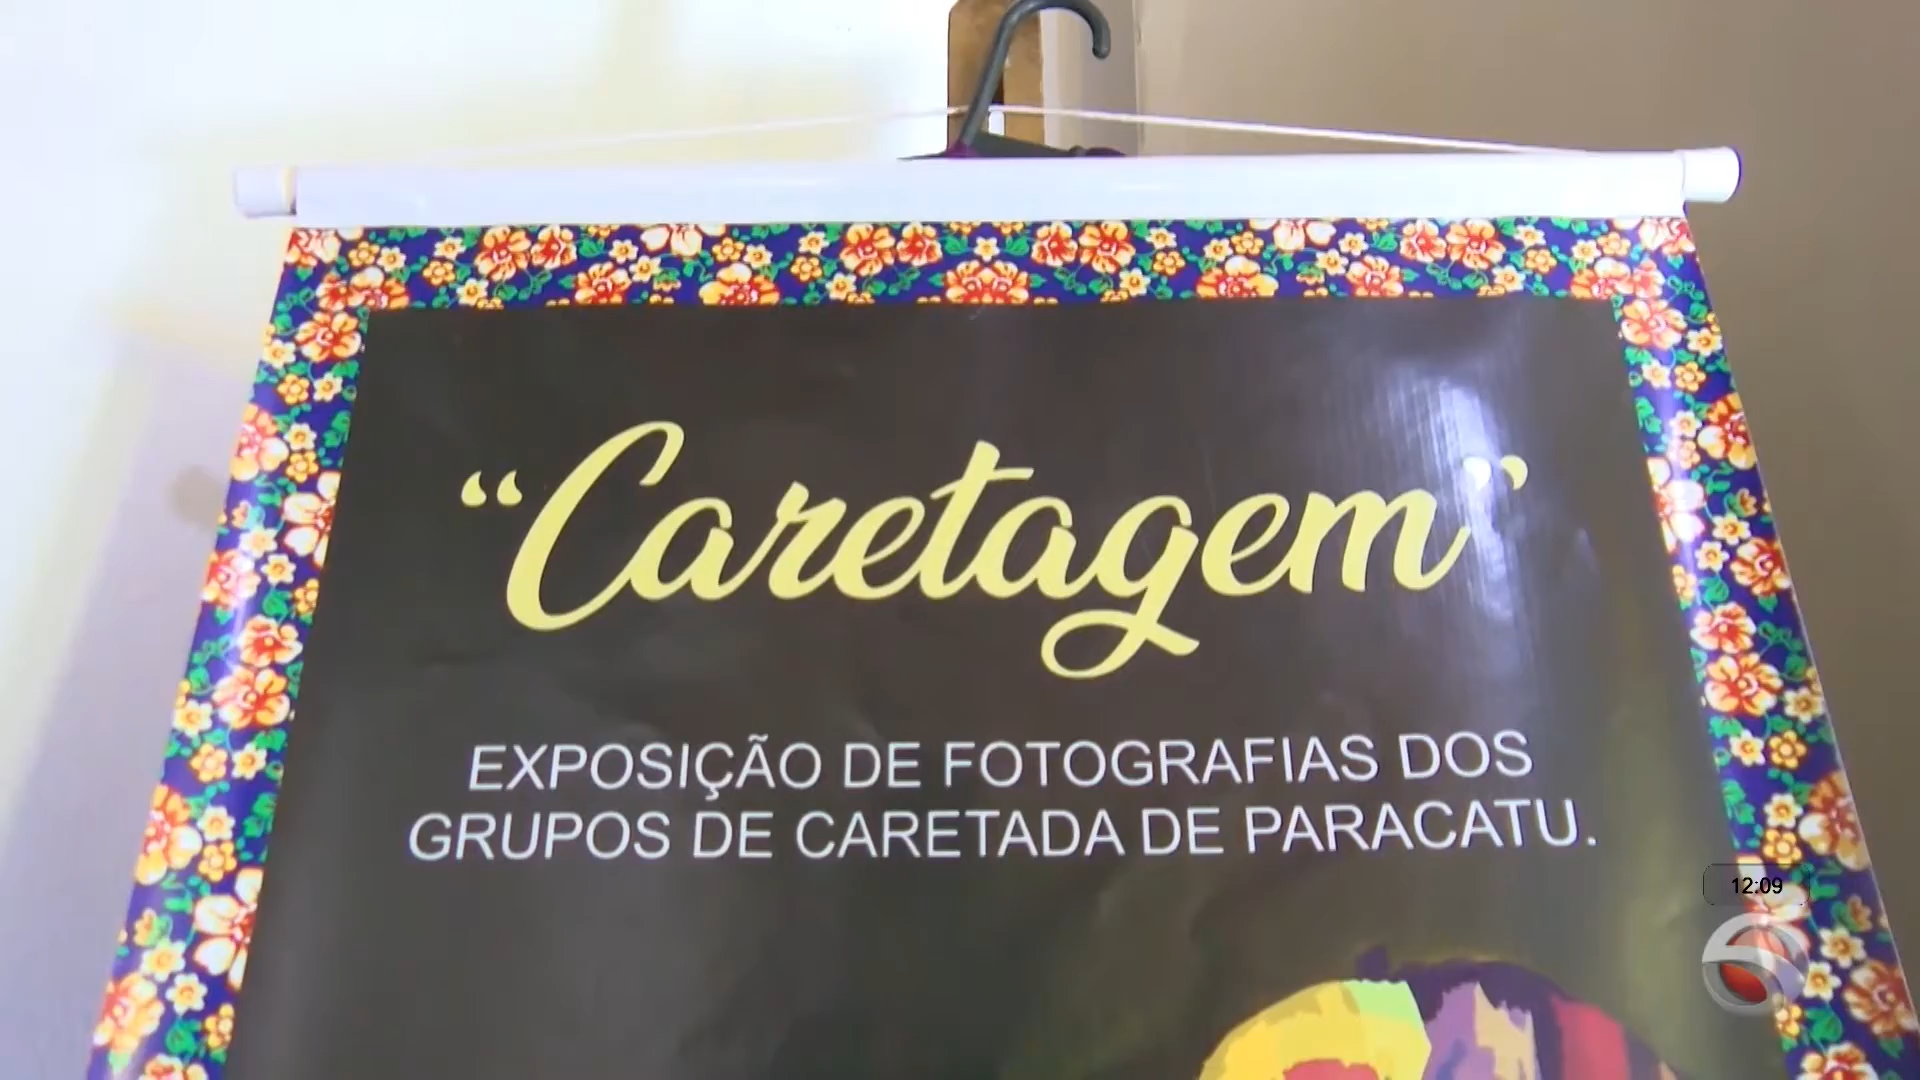 “Caretagem”
EXPOSIÇÃO DE FOTOGRAFIAS DOS
GRUPOS DE CARETADA DE PARACATU.
12:09